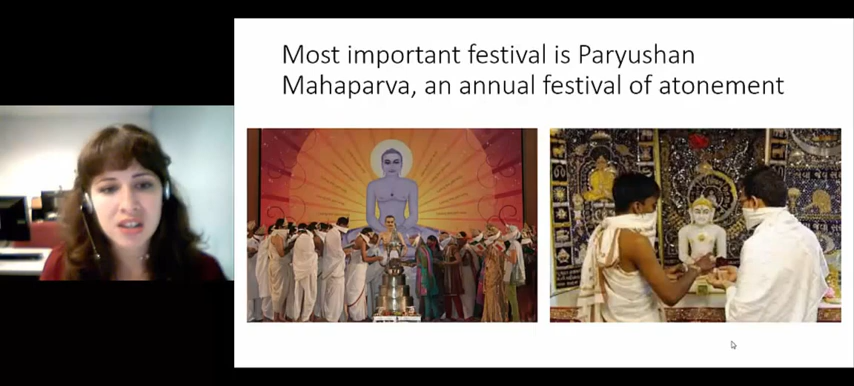 Most important festival is Paryushan
Mahaparva, an annual festival of atonement